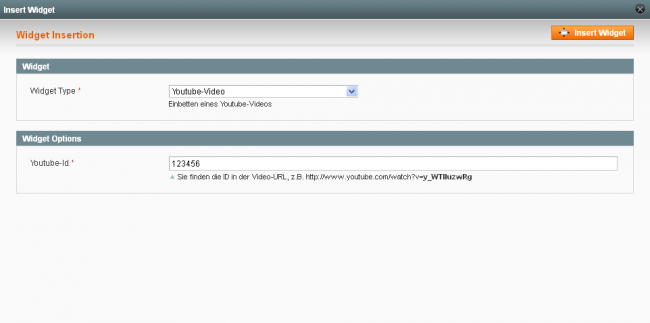 Insert Widget
Widget Insertion
Insert Widget
Widget
Widget Type *
Youtube-Video
Einbetten eines Youtube-Videos
Widget Options
Youtube-Id *
123456
Sie finden die ID in der Video-URL, z.B. http://www.youtube.com/watch?v=y_WTlluzwRg